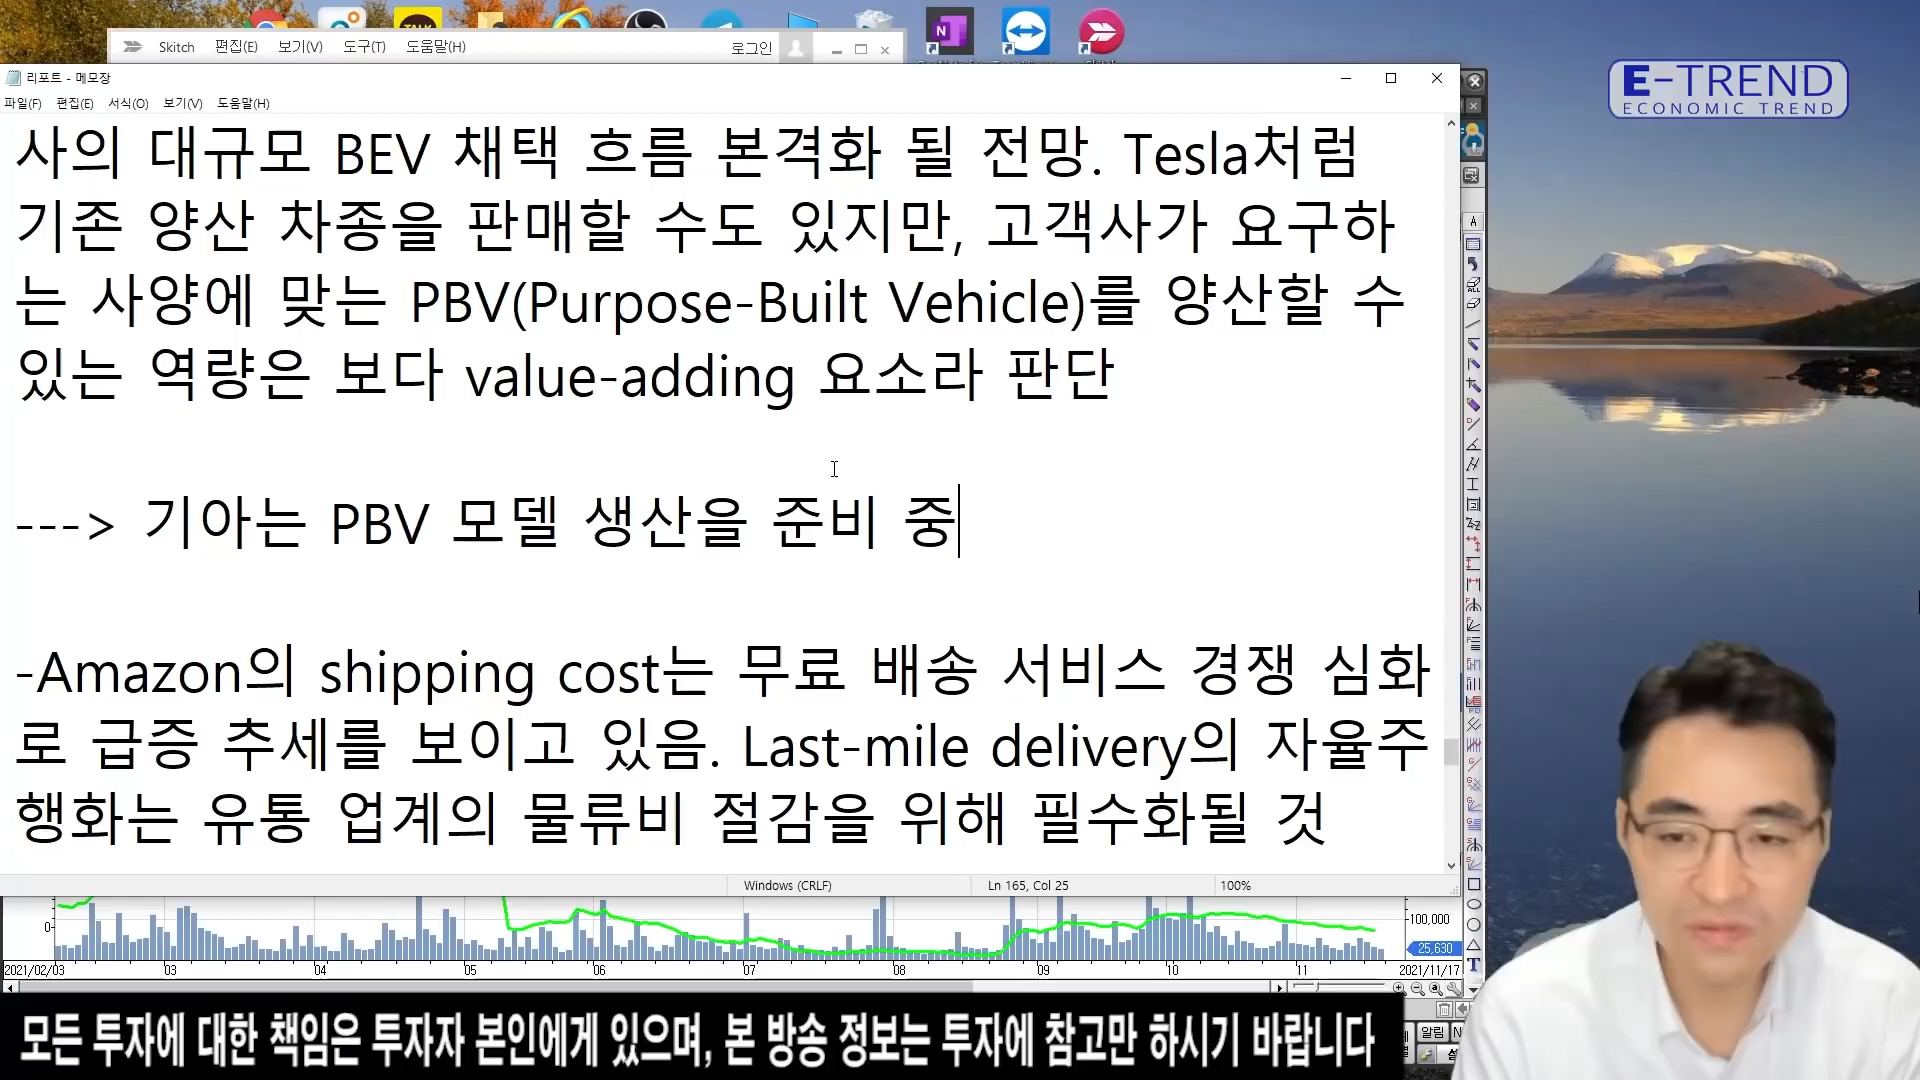 Skitch 편집(E) 보기(V) 도구(T) 도움말(H) 로그인
리포트 - 메모장
파일(F) 편집(E) 서식(O) 보기(V) 도움말(H)
E-TREND
ECONOMIC TREND
사의 대규모 BEV 채택 흐름 본격화 될 전망. Tesla처럼
기존 양산 차종을 판매할 수도 있지만, 고객사가 요구하
는 사양에 맞는 PBV(Purpose-Built Vehicle)를 양산할 수
있는 역량은 보다 value-adding 요소라 판단
---> 기아는 PBV 모델 생산을 준비 중
-Amazon의 shipping cost는 무료 배송 서비스 경쟁 심화
로 급증 추세를 보이고 있음. Last-mile delivery의 자율주
행화는 유통 업계의 물류비 절감을 위해 필수화될 것
Windows (CRLF) Ln 165, Col 25 100%
100,000
0
25,630
2021/02/03 03 04 05 06 07 08 09 10 11 2021/11/17
알림
모든 투자에 대한 책임은 투자자 본인에게 있으며, 본 방송 정보는 투자에 참고만 하시기 바랍니다